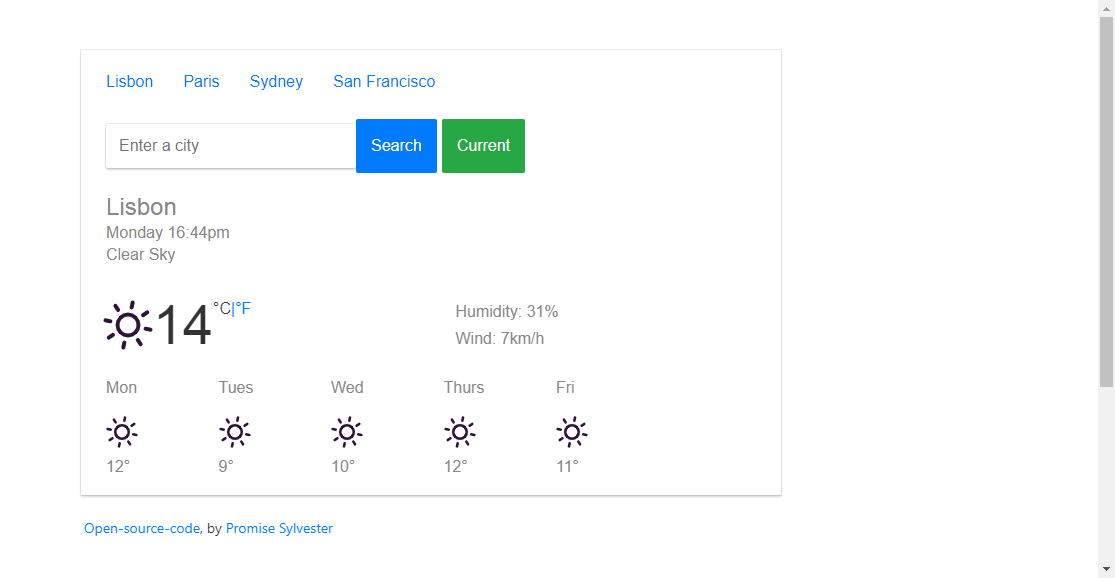 Lisbon Paris Sydney San Francisco
Enter a city Search Current
Lisbon
Monday 16:44pm
Clear Sky
14 °C|°F
Humidity: 31%
Wind: 7km/h
Mon Tues Wed Thurs Fri
12° 9° 10° 12° 11°
Open-source-code, by Promise Sylvester